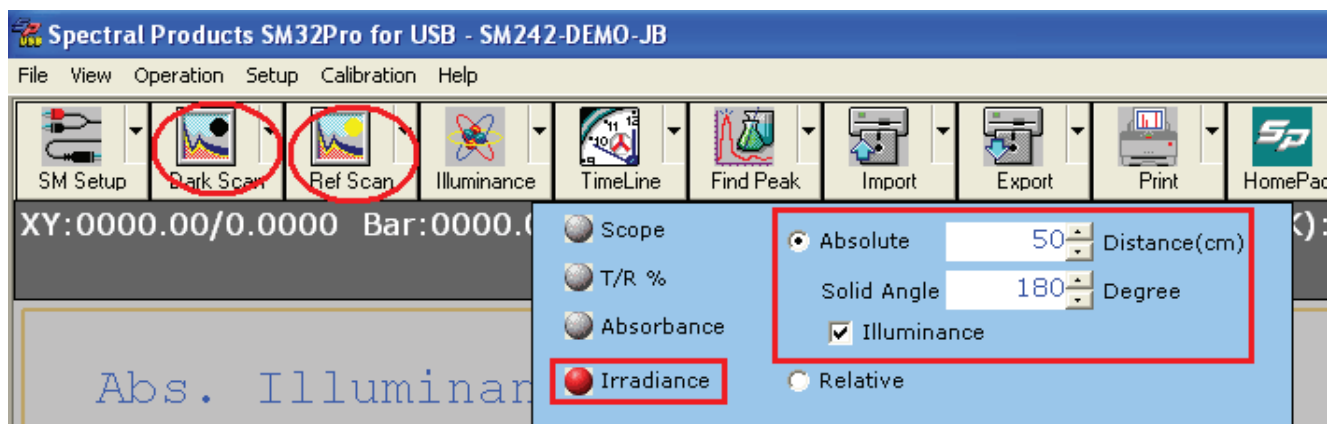 Spectral Products SM32Pro for USB - SM242-DEMO-JB
File View Operation Setup Calibration Help
SM Setup Dark Scan Ref Scan Illuminance TimeLine Find Peak Import Export Print HomePac
XY:0000.00/0.0000 Bar:0000.0
Scope
Absolute 50 Distance(cm)
T/R %
Solid Angle 180 Degree
Absorbance
Illuminance
Abs. Illuminan
Irradiance
Relative